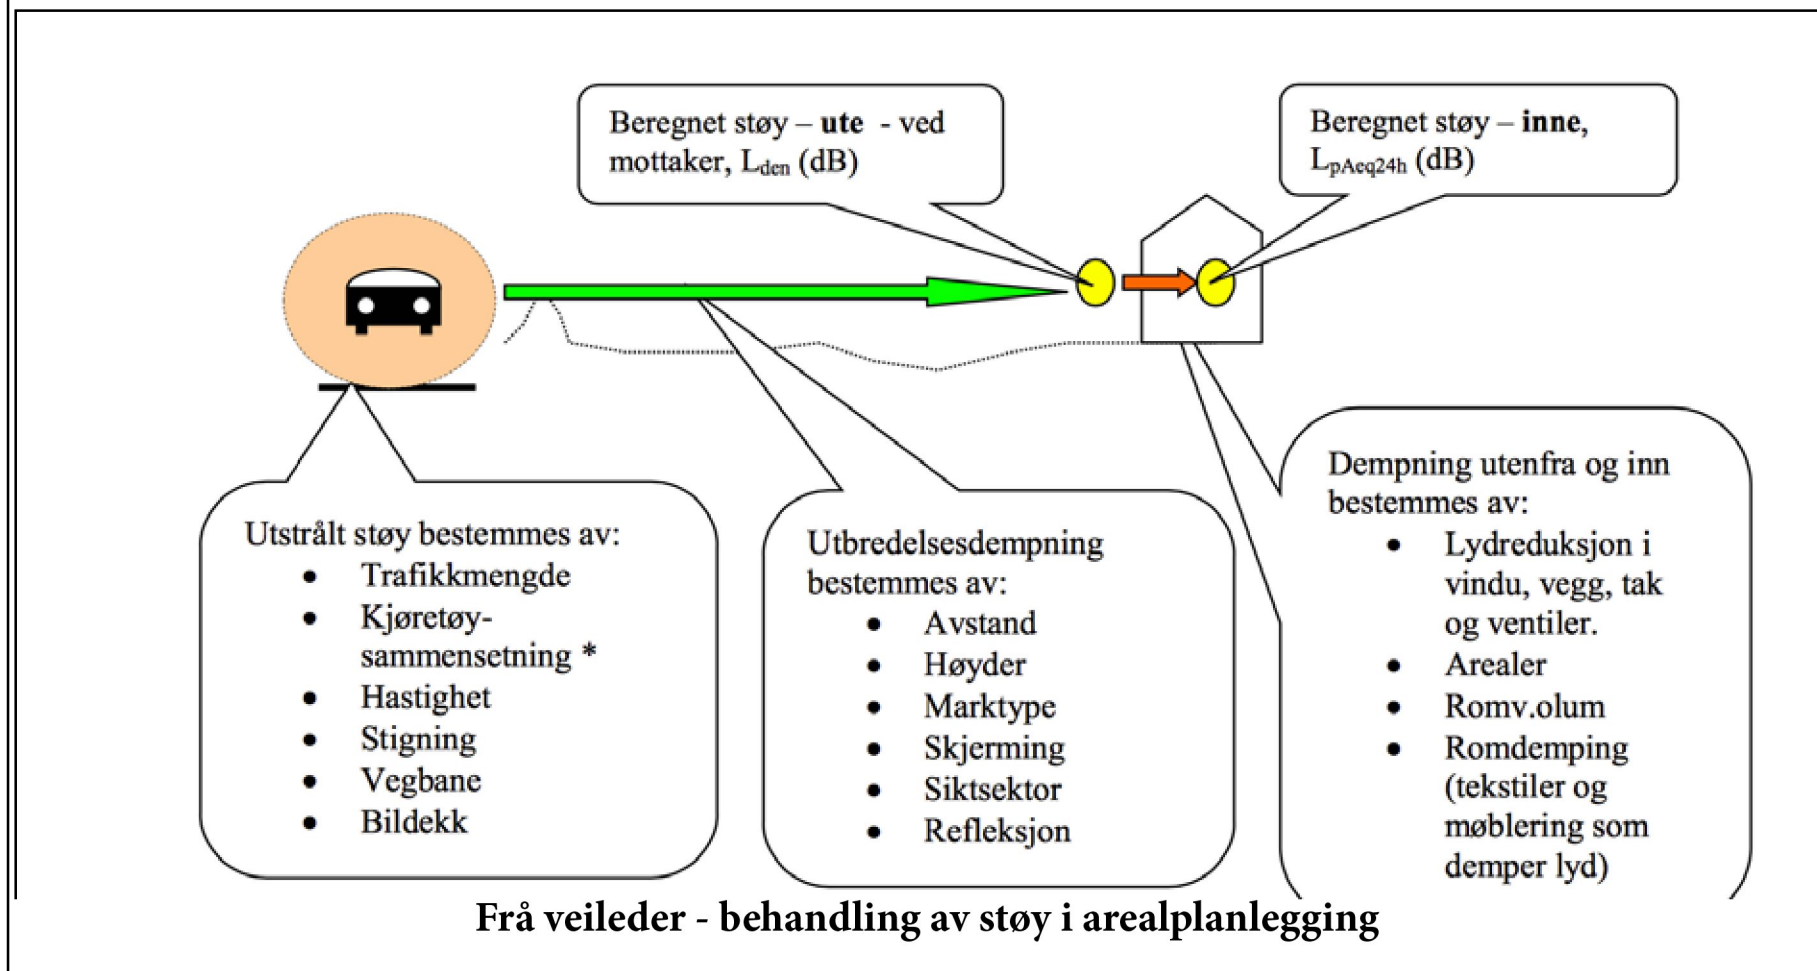 Beregnet støy – ute - ved
mottaker, Lden (dB)
Beregnet støy – inne,
LpAeq24h (dB)
Utstrålt støy bestemmes av:
• Trafikkmengde
• Kjøretøy-
sammensetning *
• Hastighet
• Stigning
• Vegbane
• Bildekk
Utbredelsesdempning
bestemmes av:
• Avstand
• Høyder
• Marktype
• Skjerming
• Siktsektor
• Refleksjon
Dempning utenfra og inn
bestemmes av:
• Lydreduksjon i
vindu, vegg, tak
og ventiler.
• Arealer
• Romv.olum
• Romdemping
(tekstiler og
møblering som
demper lyd)
Frå veileder - behandling av støy i arealplanlegging